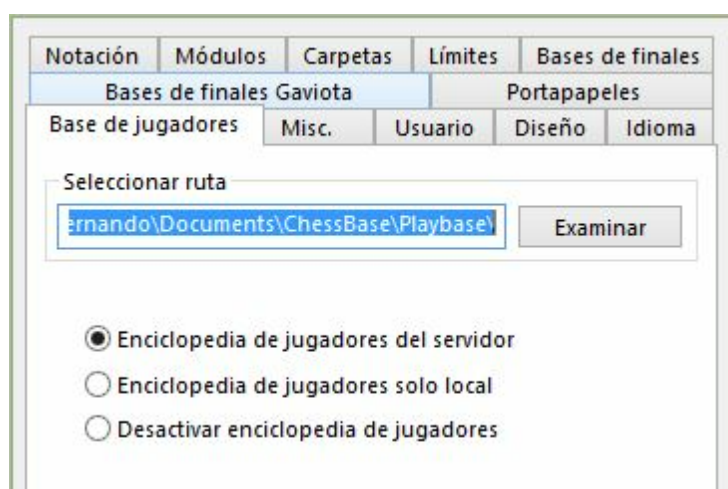 Notación Módulos Carpetas Límites Bases de finales
Bases de finales Gaviota Portapapeles
Base de jugadores Misc. Usuario Diseño Idioma
Seleccionar ruta
ernando\Documents\ChessBase\Playbase\ Examinar
Enciclopedia de jugadores del servidor
Enciclopedia de jugadores solo local
Desactivar enciclopedia de jugadores